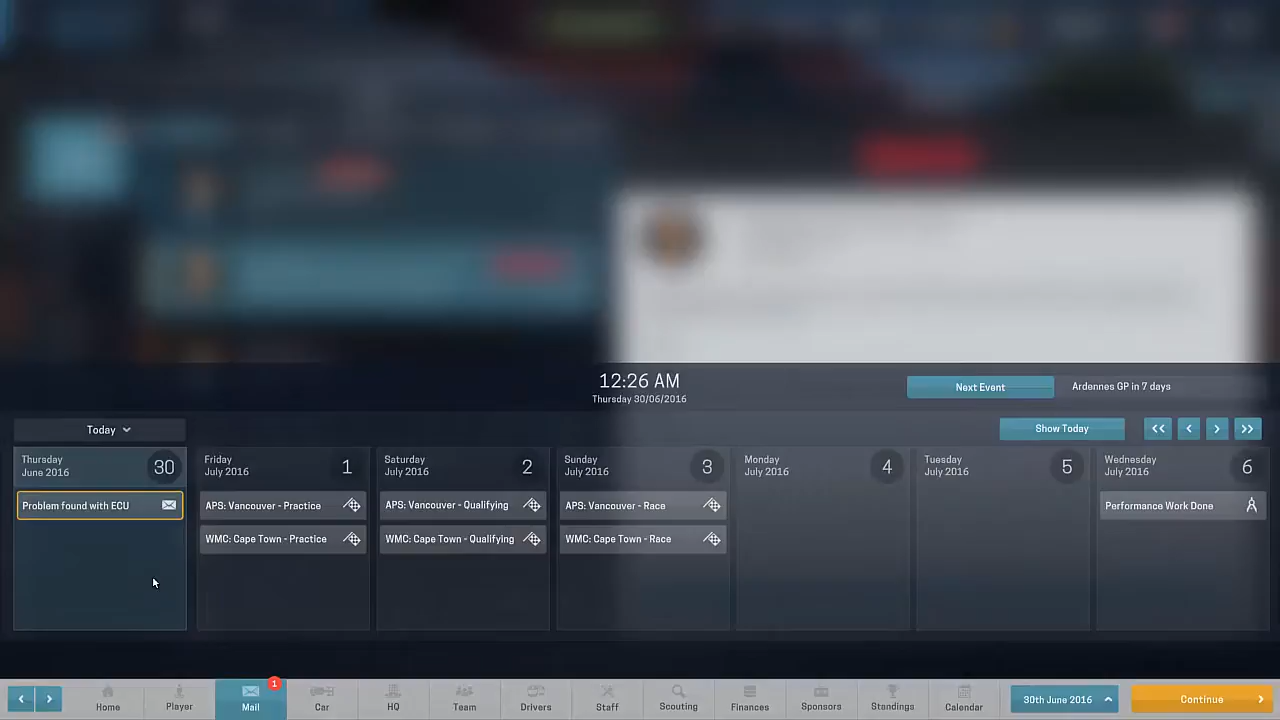 12:26 AM
Thursday 30/06/2016
Next Event
Ardennes GP in 7 days
Today
Show Today
Thursday
June 2016
30
Problem found with ECU
Friday
July 2016
1
APS: Vancouver - Practice
WMC: Cape Town - Practice
Saturday
July 2016
2
APS: Vancouver - Qualifying
WMC: Cape Town - Qualifying
Sunday
July 2016
3
APS: Vancouver - Race
WMC: Cape Town - Race
Monday
July 2016
4
Tuesday
July 2016
5
Wednesday
July 2016
6
Performance Work Done
Home
Player
Mail
1
Car
HQ
Team
Drivers
Staff
Scouting
Finances
Sponsors
Standings
Calendar
30th June 2016
Continue